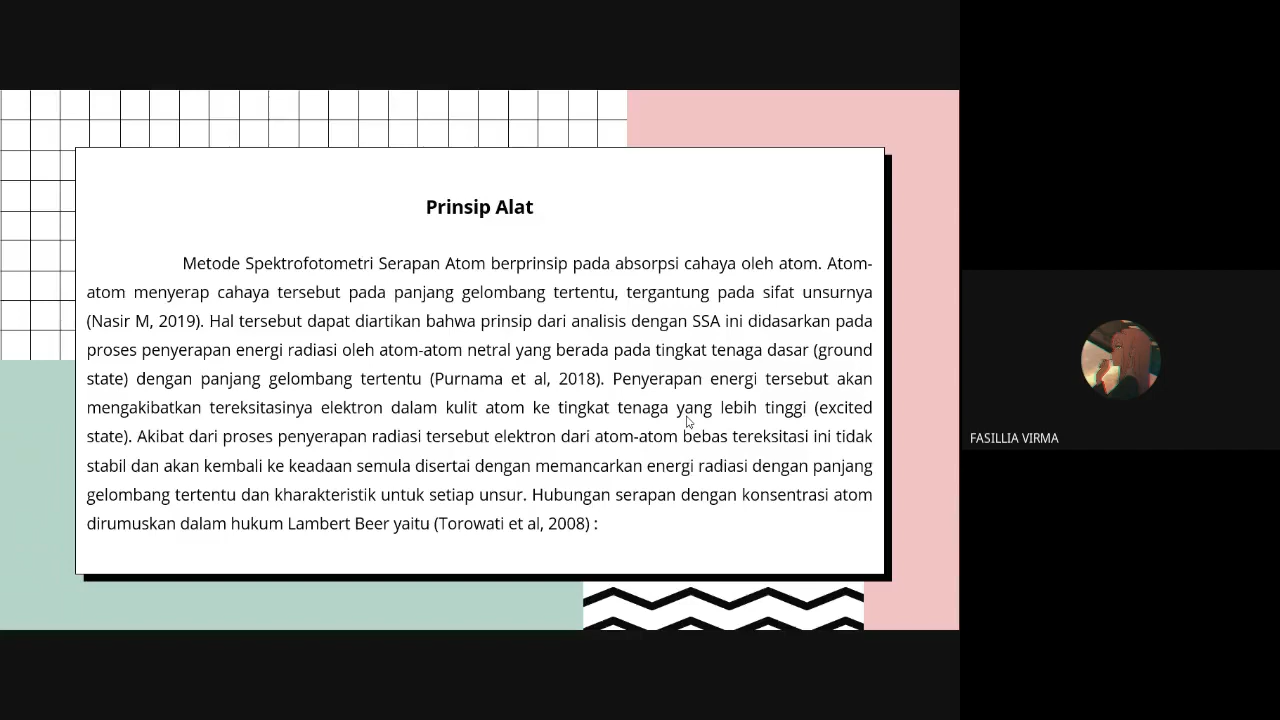 Prinsip Alat
Metode Spektrofotometri Serapan Atom berprinsip pada absorpsi cahaya oleh atom. Atom-
atom menyerap cahaya tersebut pada panjang gelombang tertentu, tergantung pada sifat unsurnya
(Nasir M, 2019). Hal tersebut dapat diartikan bahwa prinsip dari analisis dengan SSA ini didasarkan pada
proses penyerapan energi radiasi oleh atom-atom netral yang berada pada tingkat tenaga dasar (ground
state) dengan panjang gelombang tertentu (Purnama et al, 2018). Penyerapan energi tersebut akan
mengakibatkan tereksitasinya elektron dalam kulit atom ke tingkat tenaga yang lebih tinggi (excited
state). Akibat dari proses penyerapan radiasi tersebut elektron dari atom-atom bebas tereksitasi ini tidak
stabil dan akan kembali ke keadaan semula disertai dengan memancarkan energi radiasi dengan panjang
gelombang tertentu dan kharakteristik untuk setiap unsur. Hubungan serapan dengan konsentrasi atom
dirumuskan dalam hukum Lambert Beer yaitu (Torowati et al, 2008) :
FASILLIA VIRMA